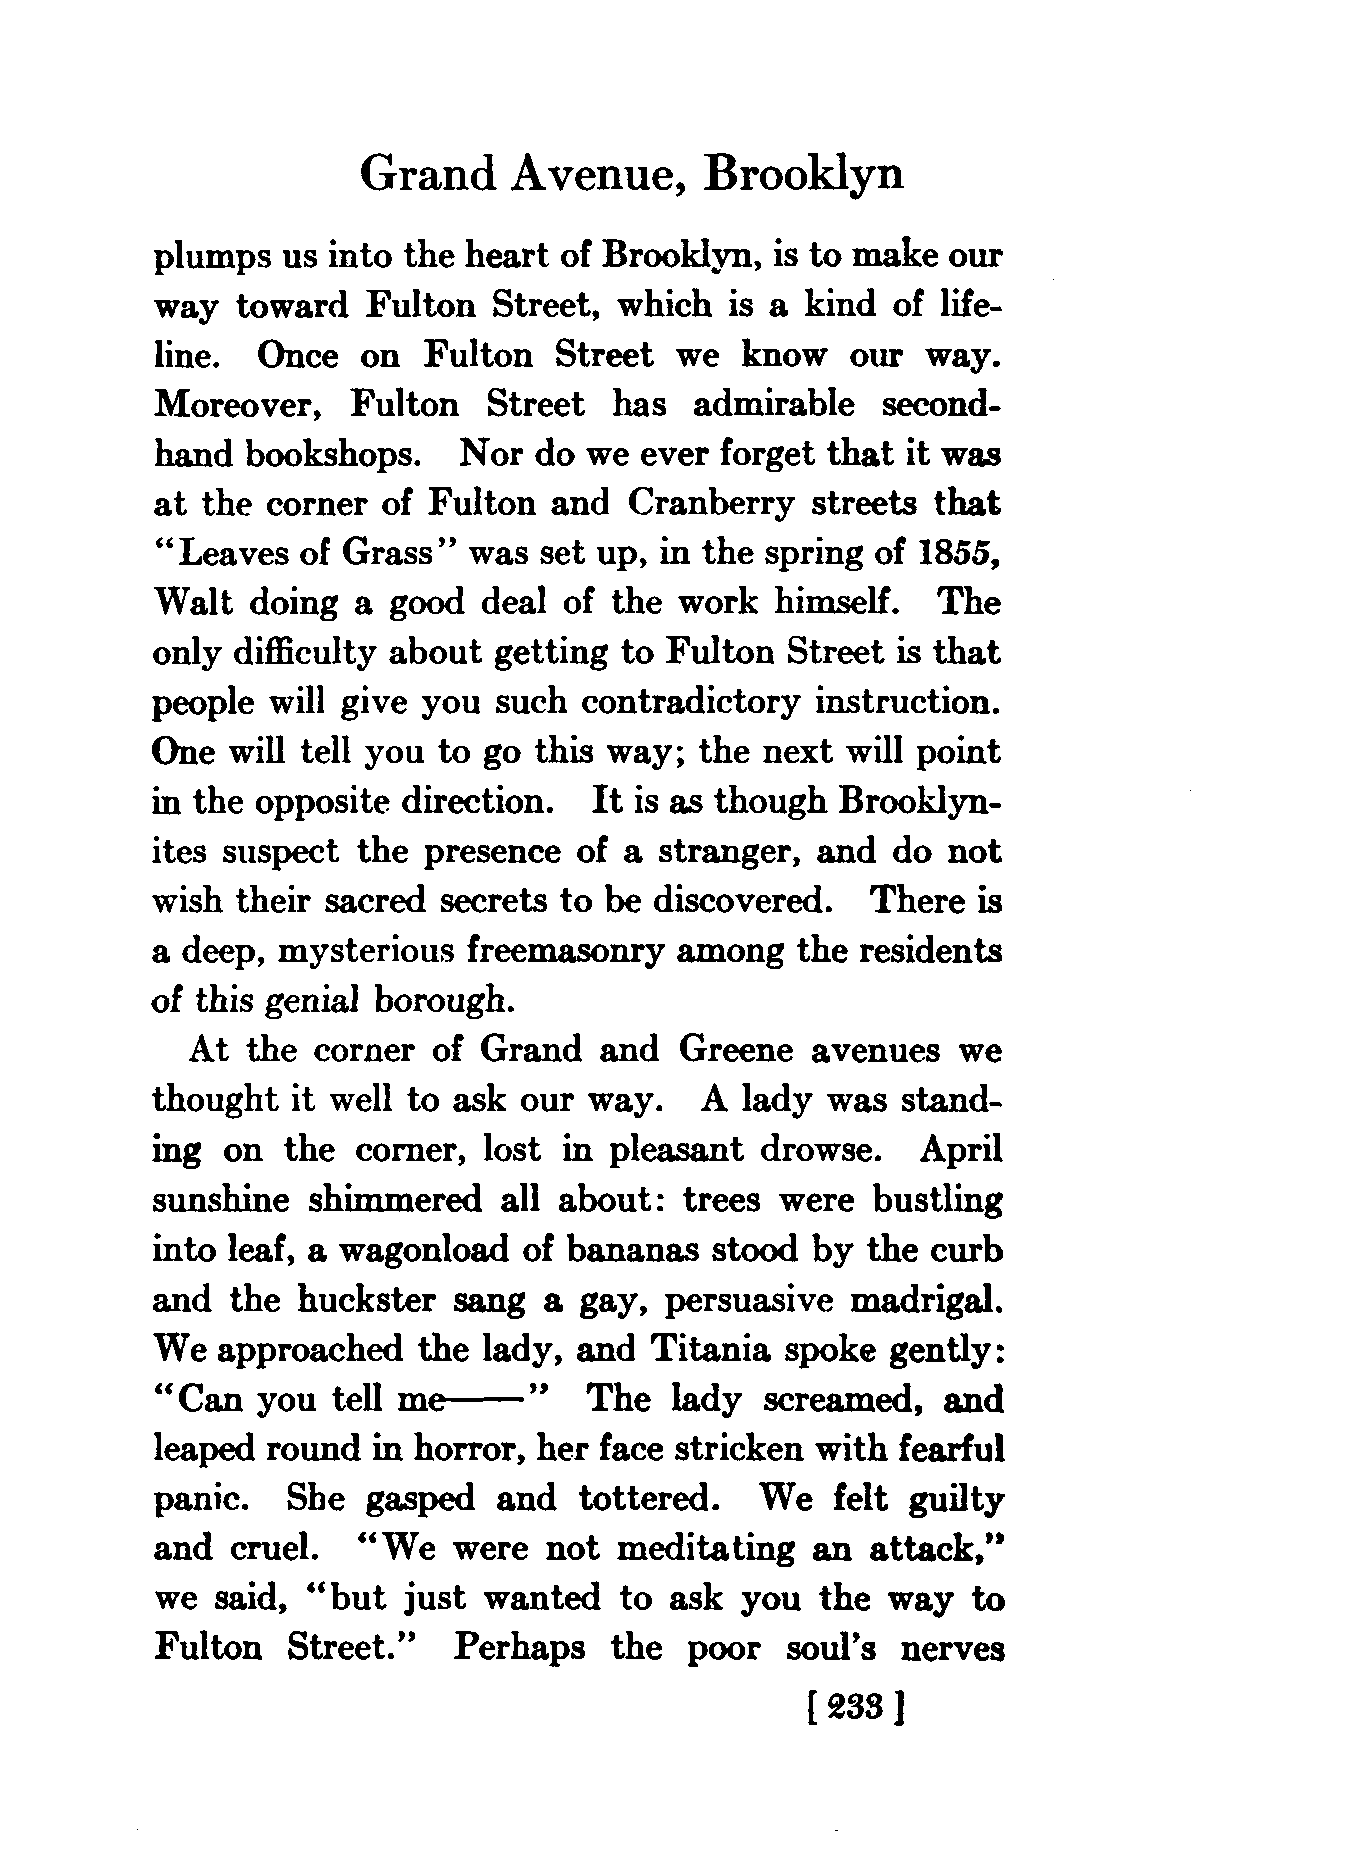 Grand Avenue, Brooklyn
plumps us into the heart of Brooklyn, is to make our
way toward Fulton Street, which is a kind of life-
line. Once on Fulton Street we know our way.
Moreover, Fulton Street has admirable second-
hand bookshops. Nor do we ever forget that it was
at the corner of Fulton and Cranberry streets that
"Leaves of Grass" was set up, in the spring of 1855,
Walt doing a good deal of the work himself. The
only difficulty about getting to Fulton Street is that
people will give you such contradictory instruction.
One will tell you to go this way; the next will point
in the opposite direction. It is as though Brooklyn-
ites suspect the presence of a stranger, and do not
wish their sacred secrets to be discovered. There is
a deep, mysterious freemasonry among the residents
of this genial borough.
At the corner of Grand and Greene avenues we
thought it well to ask our way. A lady was stand-
ing on the corner, lost in pleasant drowse. April
sunshine shimmered all about: trees were bustling
into leaf, a wagonload of bananas stood by the curb
and the huckster sang a gay, persuasive madrigal.
We approached the lady, and Titania spoke gently:
"Can you tell me——" The lady screamed, and
leaped round in horror, her face stricken with fearful
panic. She gasped and tottered. We felt guilty
and cruel. "We were not meditating an attack,"
we said, "but just wanted to ask you the way to
Fulton Street." Perhaps the poor soul's nerves
[ 233 ]